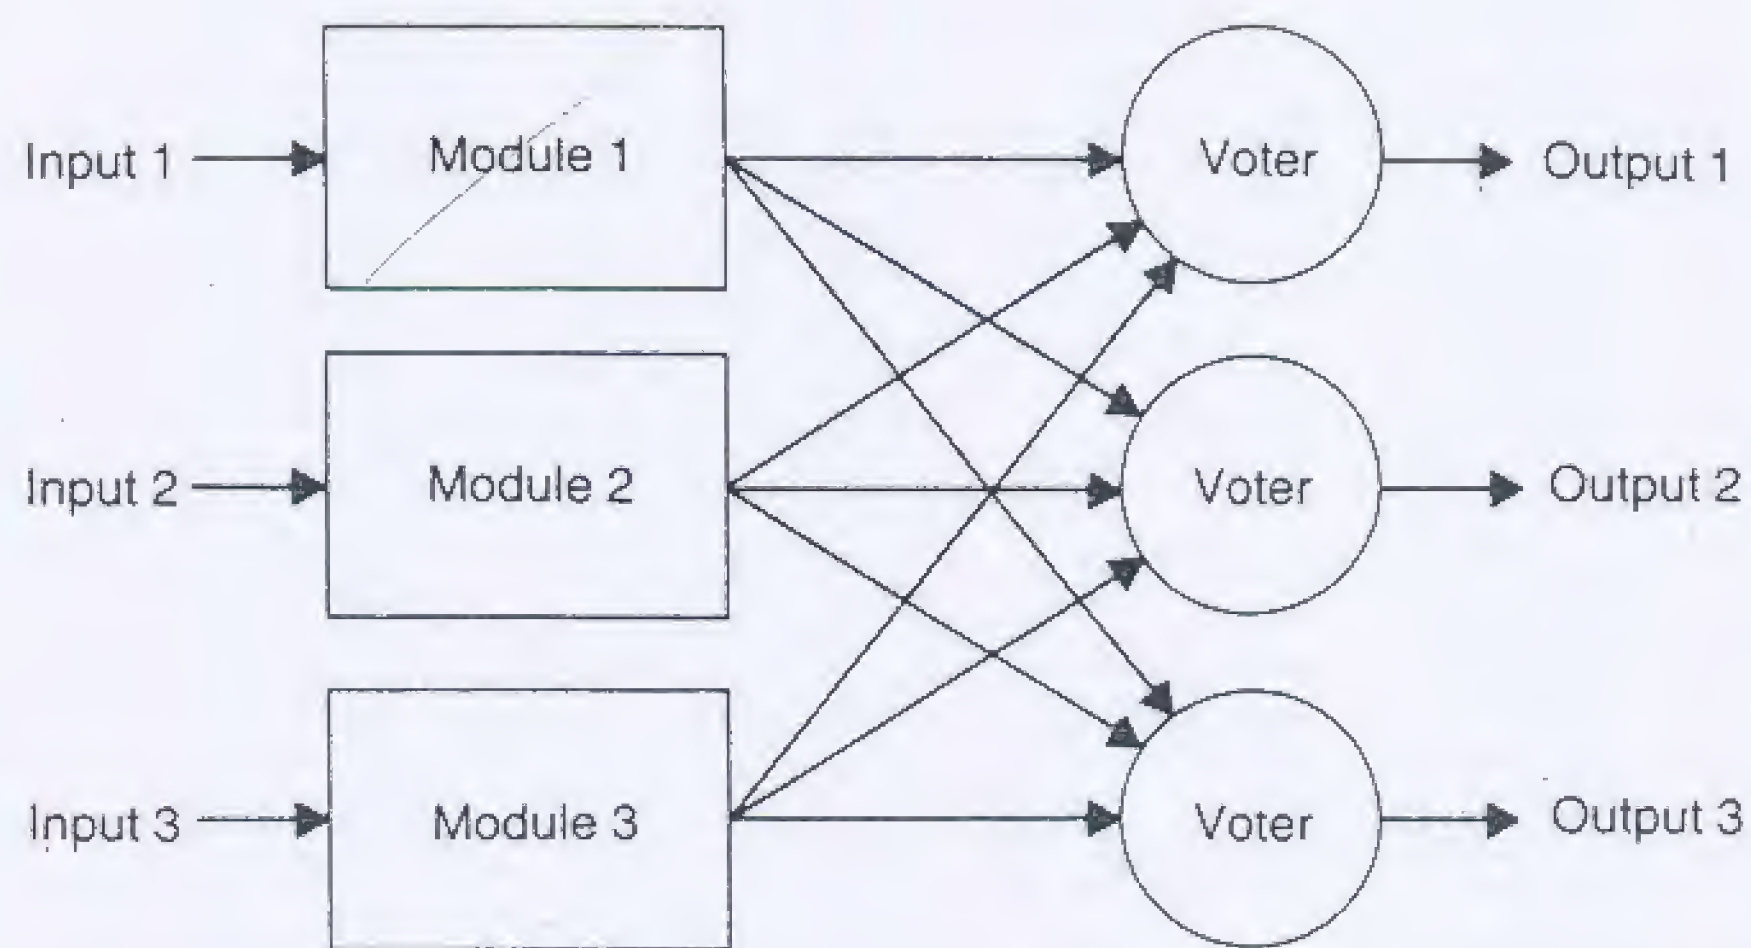 Input 1 Module 1 Voter Output 1
Input 2 Module 2 Voter Output 2
Input 3 Module 3 Voter Output 3